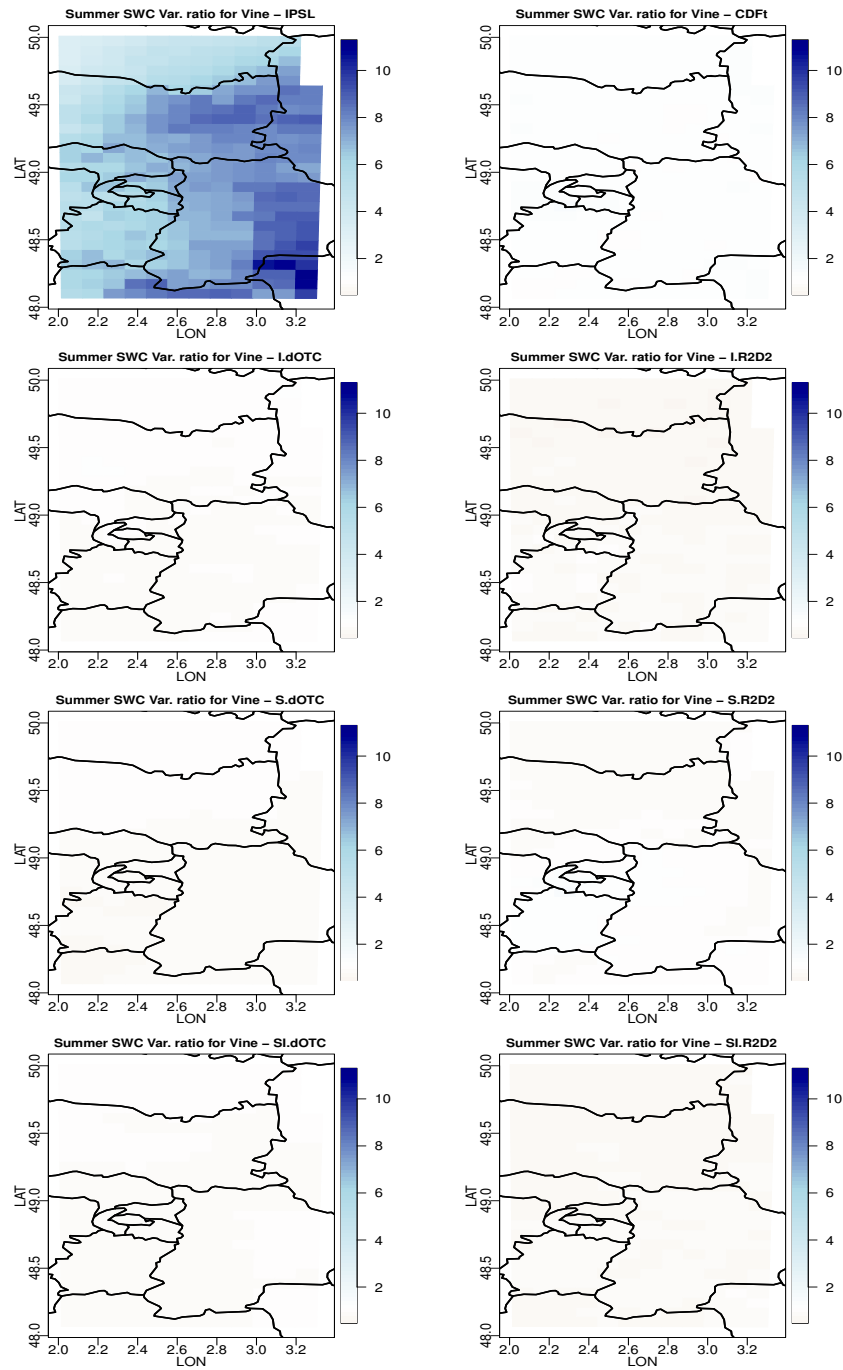 Summer SWC Var. ratio for Vine – IPSL
LAT
50.0
49.5
49.0
48.5
48.0
2.0 2.2 2.4 2.6 2.8 3.0 3.2
LON
10
8
6
4
2
Summer SWC Var. ratio for Vine – CDFt
LAT
50.0
49.5
49.0
48.5
48.0
2.0 2.2 2.4 2.6 2.8 3.0 3.2
LON
10
8
6
4
2
Summer SWC Var. ratio for Vine – I.dOTC
LAT
50.0
49.5
49.0
48.5
48.0
2.0 2.2 2.4 2.6 2.8 3.0 3.2
LON
10
8
6
4
2
Summer SWC Var. ratio for Vine – I.R2D2
LAT
50.0
49.5
49.0
48.5
48.0
2.0 2.2 2.4 2.6 2.8 3.0 3.2
LON
10
8
6
4
2
Summer SWC Var. ratio for Vine – S.dOTC
LAT
50.0
49.5
49.0
48.5
48.0
2.0 2.2 2.4 2.6 2.8 3.0 3.2
LON
10
8
6
4
2
Summer SWC Var. ratio for Vine – S.R2D2
LAT
50.0
49.5
49.0
48.5
48.0
2.0 2.2 2.4 2.6 2.8 3.0 3.2
LON
10
8
6
4
2
Summer SWC Var. ratio for Vine – SI.dOTC
LAT
50.0
49.5
49.0
48.5
48.0
2.0 2.2 2.4 2.6 2.8 3.0 3.2
LON
10
8
6
4
2
Summer SWC Var. ratio for Vine – SI.R2D2
LAT
50.0
49.5
49.0
48.5
48.0
2.0 2.2 2.4 2.6 2.8 3.0 3.2
LON
10
8
6
4
2